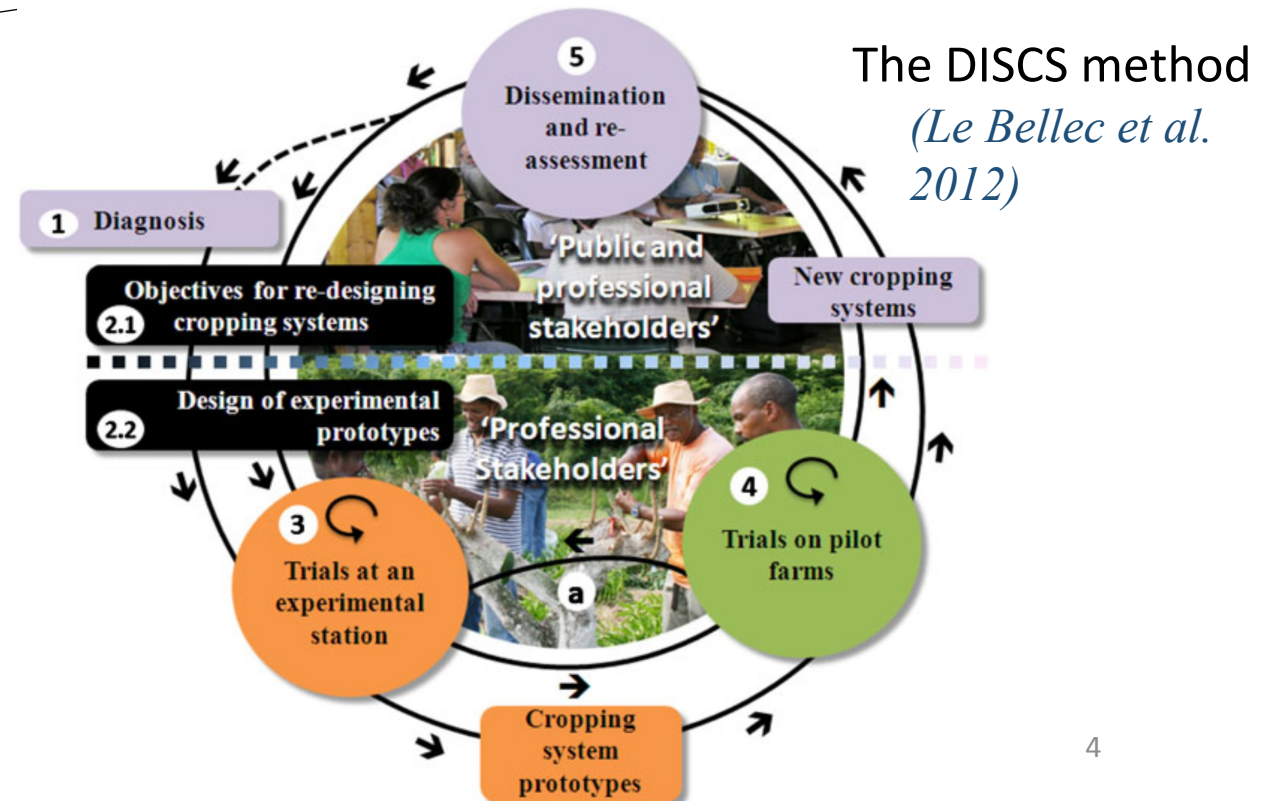 The DISCS method
(Le Bellec et al.
2012)
5
Dissemination
and re-
assessment
1 Diagnosis
Objectives for re-designing
2.1 cropping systems
'Public and
professional
stakeholders'
New cropping
systems
Design of experimental
2.2 prototypes
'Professional
Stakeholders'
3
Trials at an
experimental
station
4
Trials on pilot
farms
a
Cropping
system
prototypes
4